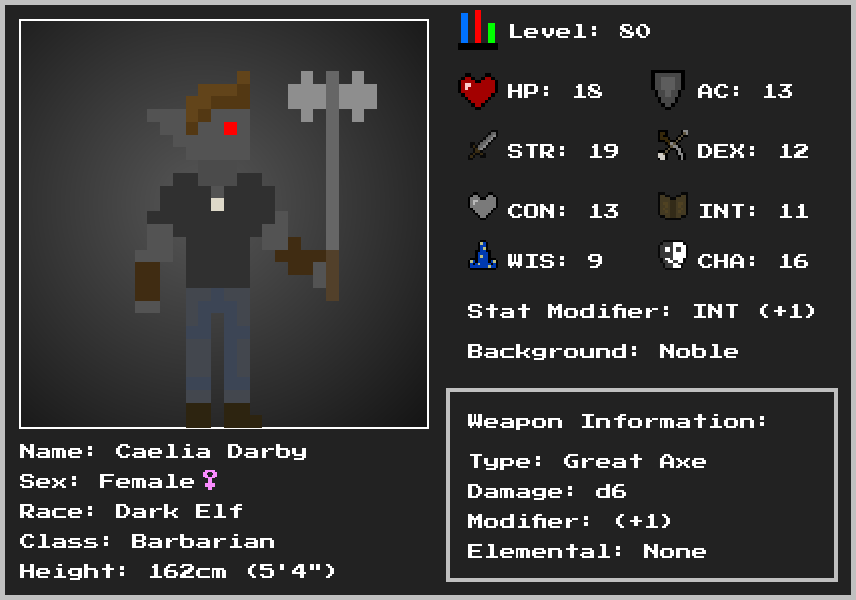 Level: 80
HP: 18 AC: 13
STR: 19 DEX: 12
CON: 13 INT: 11
WIS: 9 CHA: 16
Stat Modifier: INT (+1)
Background: Noble
Weapon Information:
Type: Great Axe
Damage: d6
Modifier: (+1)
Elemental: None
Name: Caelia Darby
Sex: Female♀
Race: Dark Elf
Class: Barbarian
Height: 162cm (5'4")